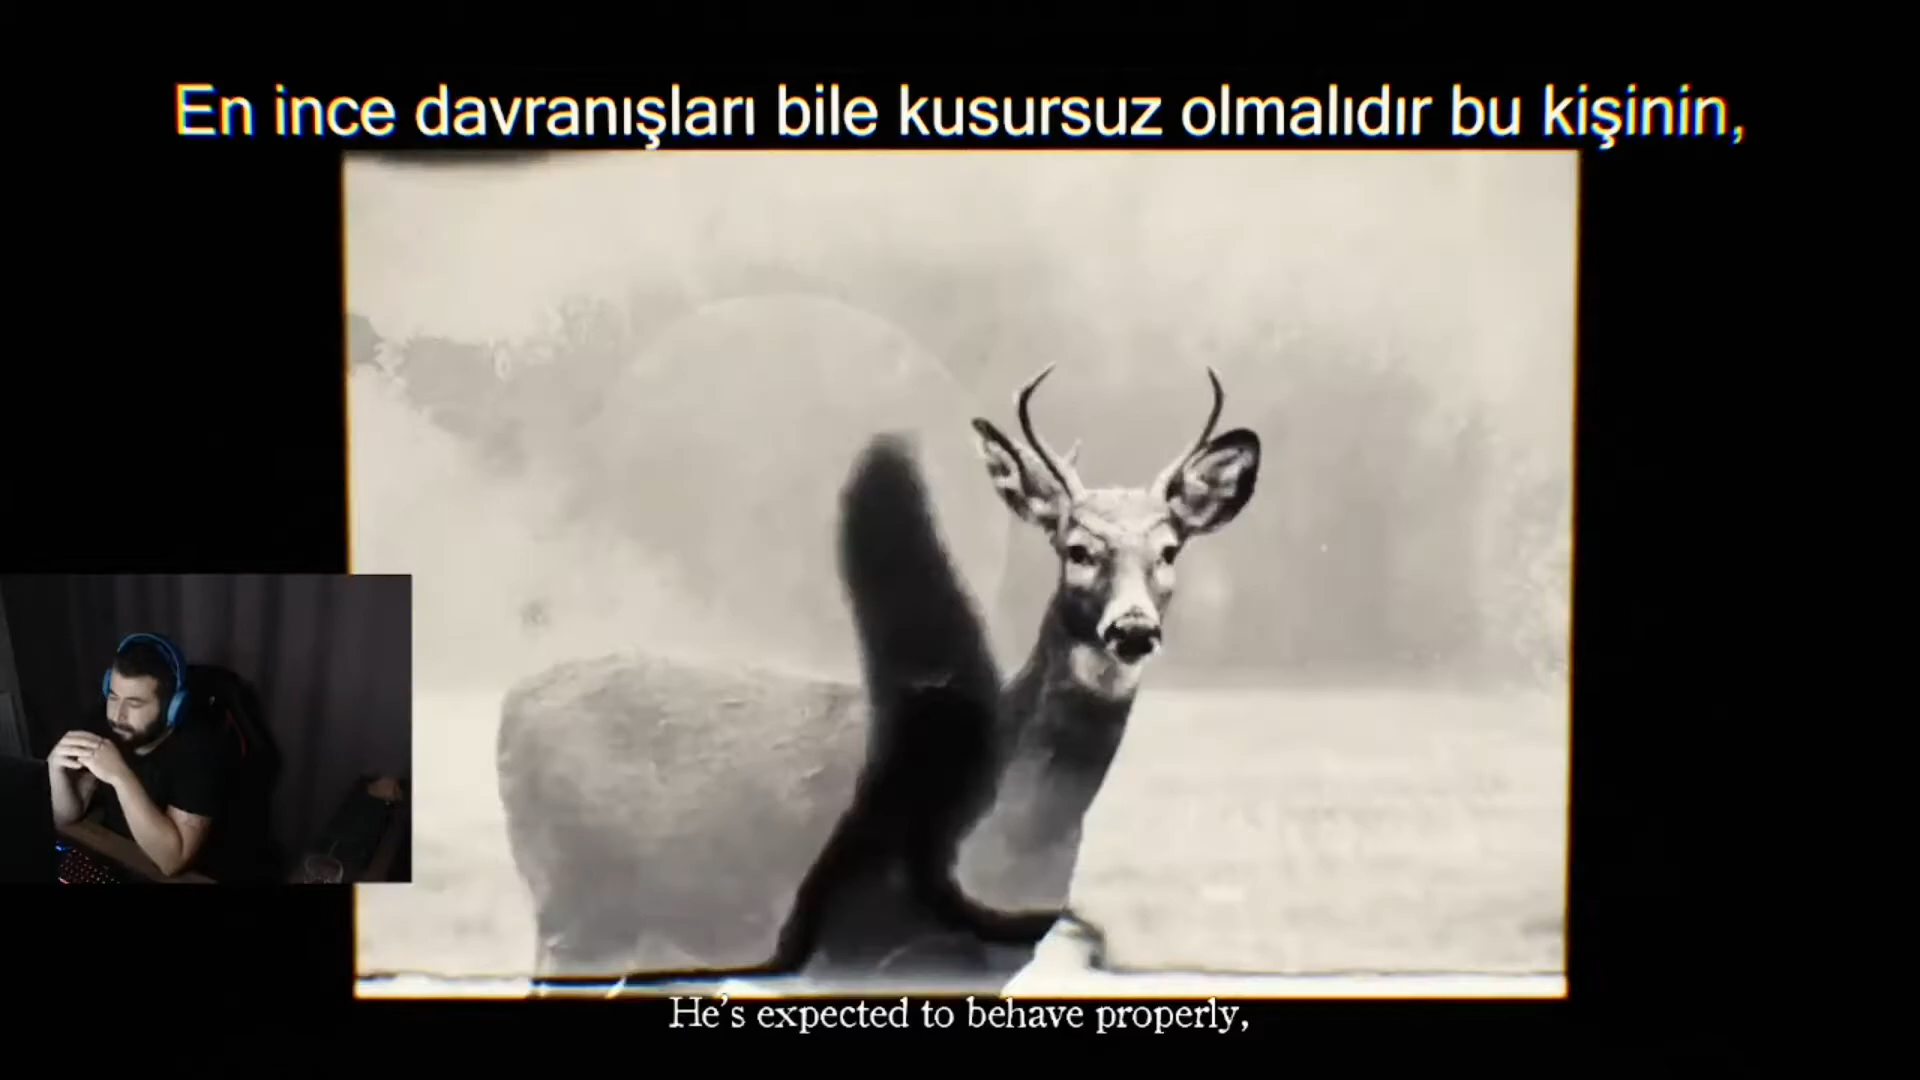 En ince davranışları bile kusursuz olmalıdır bu kişinin,
He's expected to behave properly,